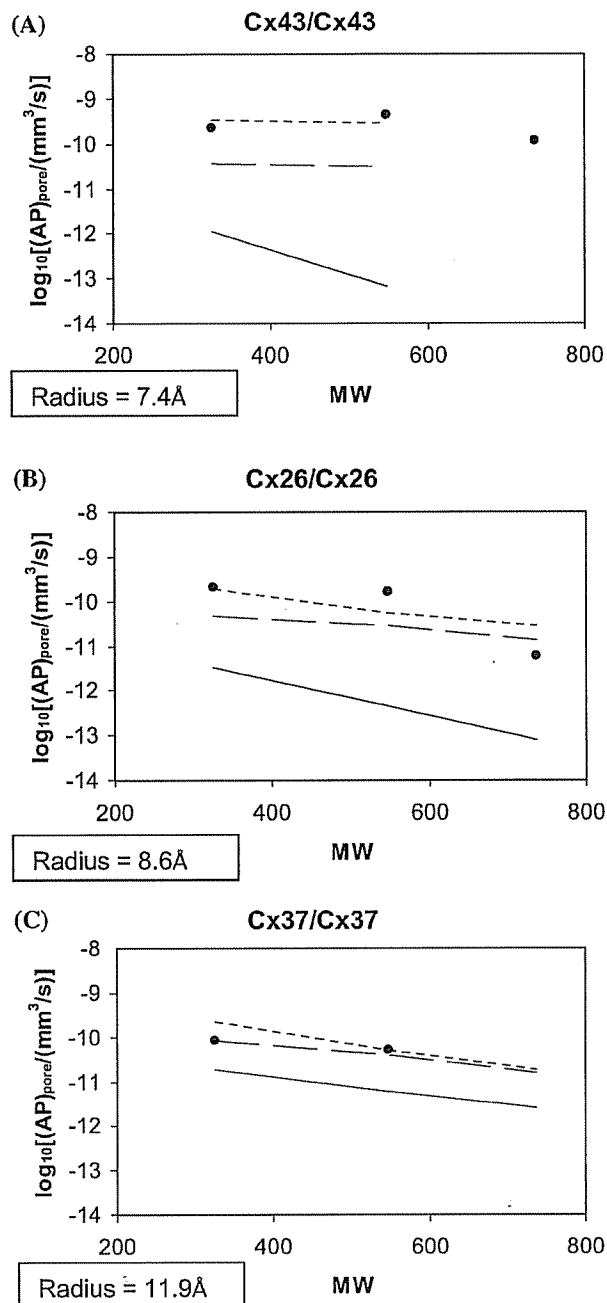 (A)
Cx43/Cx43
log10[(AP)pore/(mm³/s)]
-8
-9
-10
-11
-12
-13
-14
200
400
600
800
MW
Radius = 7.4Å
(B)
Cx26/Cx26
log10[(AP)pore/(mm³/s)]
-8
-9
-10
-11
-12
-13
-14
200
400
600
800
MW
Radius = 8.6Å
(C)
Cx37/Cx37
log10[(AP)pore/(mm³/s)]
-8
-9
-10
-11
-12
-13
-14
200
400
600
800
MW
Radius = 11.9Å